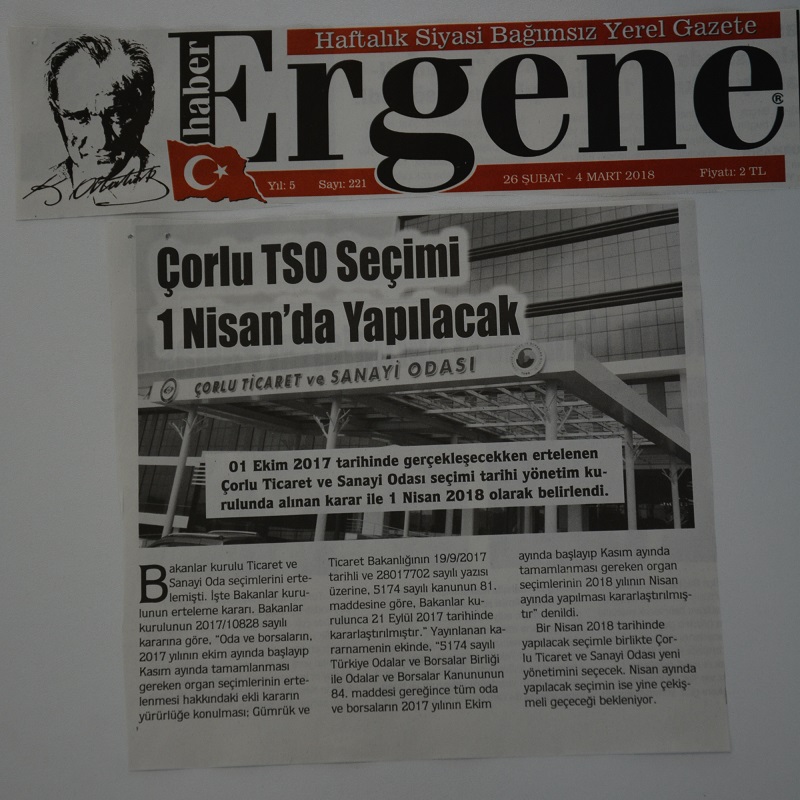 Haftalık Siyasi Bağımsız Yerel Gazete
haber
Ergene
®
Yıl: 5 Sayı: 221 26 ŞUBAT - 4 MART 2018 Fiyatı: 2 TL
Çorlu TSO Seçimi
1 Nisan’da Yapılacak
ÇORLU TİCARET ve SANAYİ ODASI
01 Ekim 2017 tarihinde gerçekleşecekken ertelenen
Çorlu Ticaret ve Sanayi Odası seçimi tarihi yönetim ku-
rulunda alınan karar ile 1 Nisan 2018 olarak belirlendi.
Bakanlar kurulu Ticaret ve
Sanayi Oda seçimlerini erte-
lemişti. İşte Bakanlar kuru-
lunun erteleme kararı. Bakanlar
kurulunun 2017/10828 sayılı
kararına göre, “Oda ve borsaların,
2017 yılının ekim ayında başlayıp
Kasım ayında tamamlanması
gereken organ seçimlerinin erte-
lenmesi hakkındaki ekli kararın
yürürlüğe konulması; Gümrük ve
Ticaret Bakanlığının 19/9/2017
tarihli ve 28017702 sayılı yazısı
üzerine, 5174 sayılı kanunun 81.
maddesine göre, Bakanlar ku-
rulunca 21 Eylül 2017 tarihinde
kararlaştırılmıştır.” Yayınlanan ka-
rarnamenin ekinde, “5174 sayılı
Türkiye Odalar ve Borsalar Birliği
ile Odalar ve Borsalar Kanununun
84. maddesi gereğince tüm oda
ve borsaların 2017 yılının Ekim
ayında başlayıp Kasım ayında
tamamlanması gereken organ
seçimlerinin 2018 yılının Nisan
ayında yapılması kararlaştırılmış-
tır” denildi.
Bir Nisan 2018 tarihinde
yapılacak seçimle birlikte Çor-
lu Ticaret ve Sanayi Odası yeni
yönetimini seçecek. Nisan ayında
yapılacak seçimin ise yine çekiş-
meli geçeceği bekleniyor.